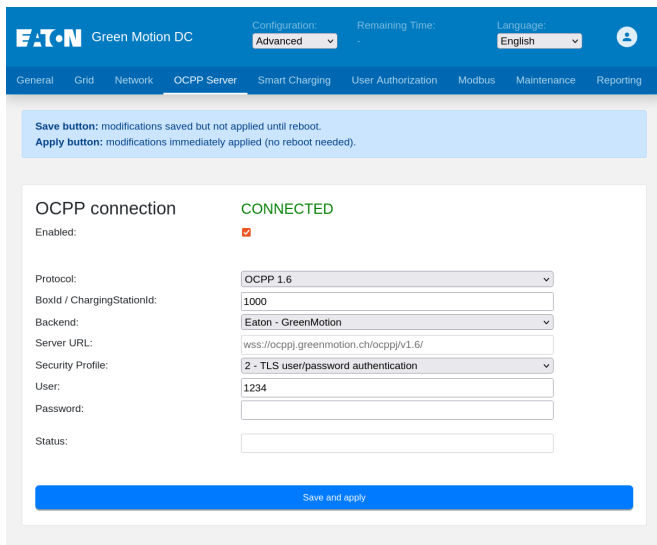 EATON Green Motion DC
Configuration: Remaining Time: Language:
Advanced - English
General Grid Network OCPP Server Smart Charging User Authorization Modbus Maintenance Reporting
Save button: modifications saved but not applied until reboot.
Apply button: modifications immediately applied (no reboot needed).
OCPP connection CONNECTED
Enabled:
Protocol: OCPP 1.6
BoxId / ChargingStationId: 1000
Backend: Eaton - GreenMotion
Server URL: wss://ocppj.greenmotion.ch/ocppj/v1.6/
Security Profile: 2 - TLS user/password authentication
User: 1234
Password:
Status:
Save and apply